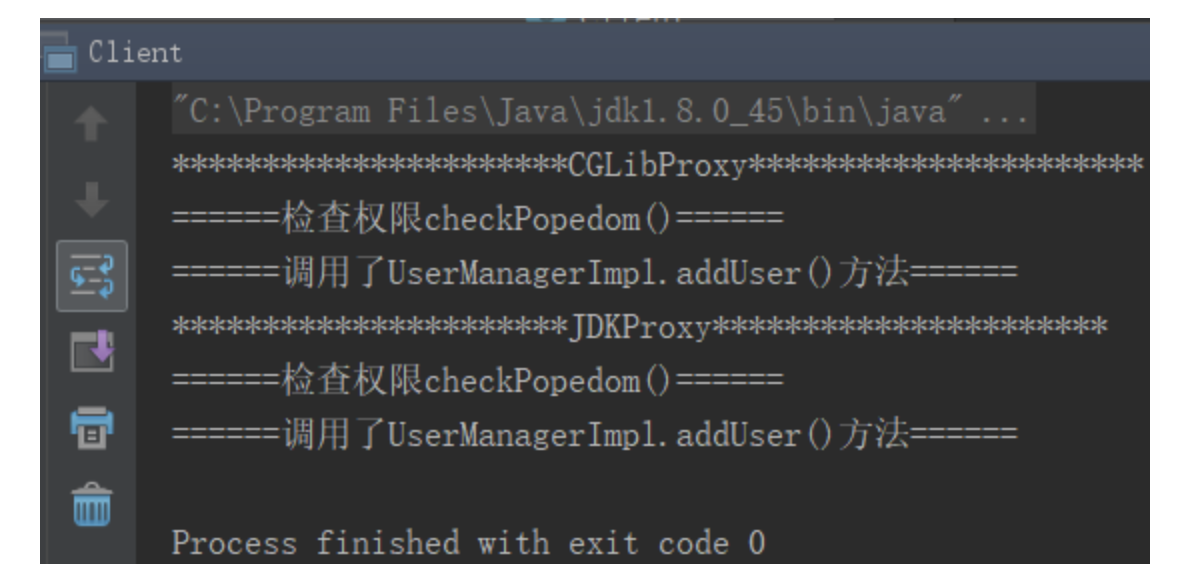 Client
"C:\Program Files\Java\jdk1.8.0_45\bin\java" ...
**********************CGLibProxy**********************
======检查权限checkPopedom()======
======调用了UserManagerImpl.addUser()方法======
**********************JDKProxy**********************
======检查权限checkPopedom()======
======调用了UserManagerImpl.addUser()方法======
Process finished with exit code 0